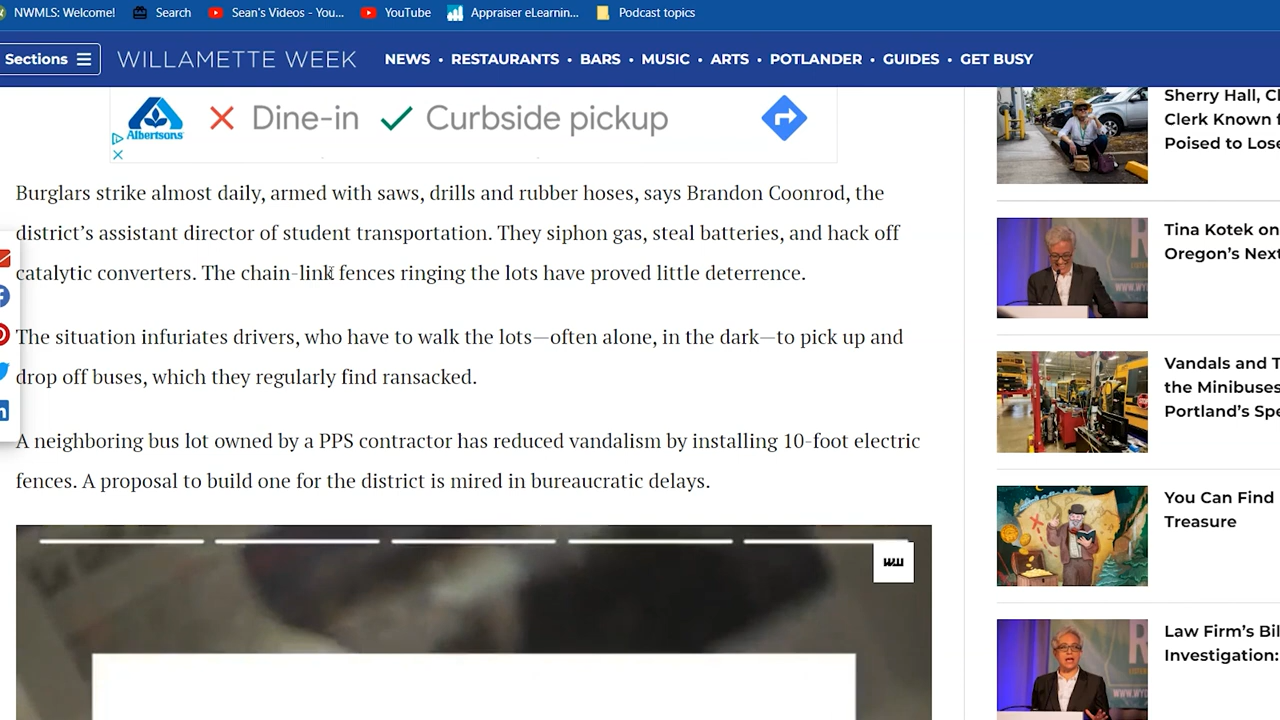 NWMLS: Welcome! Search Sean's Videos - You... YouTube Appraiser eLearnin... Podcast topics
Sections WILLAMETTE WEEK NEWS • RESTAURANTS • BARS • MUSIC • ARTS • POTLANDER • GUIDES • GET BUSY
Albertsons Dine-in Curbside pickup
Burglars strike almost daily, armed with saws, drills and rubber hoses, says Brandon Coonrod, the
district's assistant director of student transportation. They siphon gas, steal batteries, and hack off
catalytic converters. The chain-link fences ringing the lots have proved little deterrence.
The situation infuriates drivers, who have to walk the lots—often alone, in the dark—to pick up and
drop off buses, which they regularly find ransacked.
A neighboring bus lot owned by a PPS contractor has reduced vandalism by installing 10-foot electric
fences. A proposal to build one for the district is mired in bureaucratic delays.
WW
Sherry Hall, Cl
Clerk Known f
Poised to Lose
Tina Kotek on
Oregon's Next
Vandals and T
the Minibuses
Portland's Spe
You Can Find
Treasure
Law Firm's Bil
Investigation: